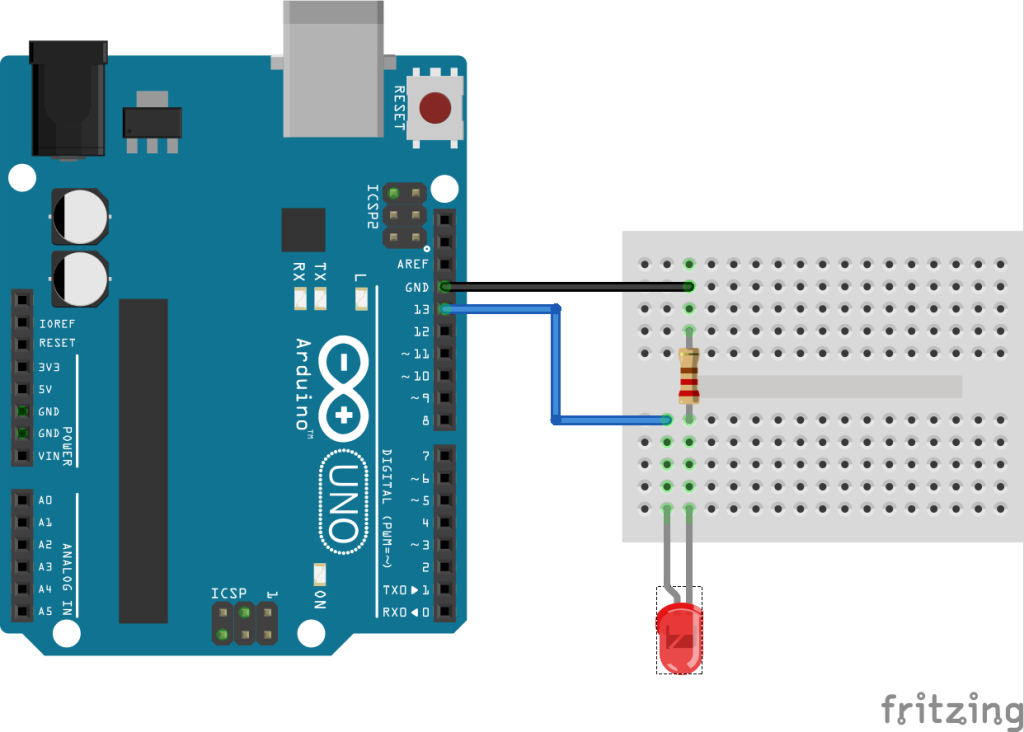 RESET
ICSP2
AREF
GND
13
12
~11
~10
~9
8
RX
TX
L
IOREF
RESET
3V3
5V
GND
GND
VIN
POWER
Arduino™
UNO
DIGITAL (PWM=~)
7
~6
~5
4
~3
2
TX0▶1
RX0◀0
A0
A1
A2
A3
A4
A5
ANALOG IN
ICSP
1
ON
fritzing